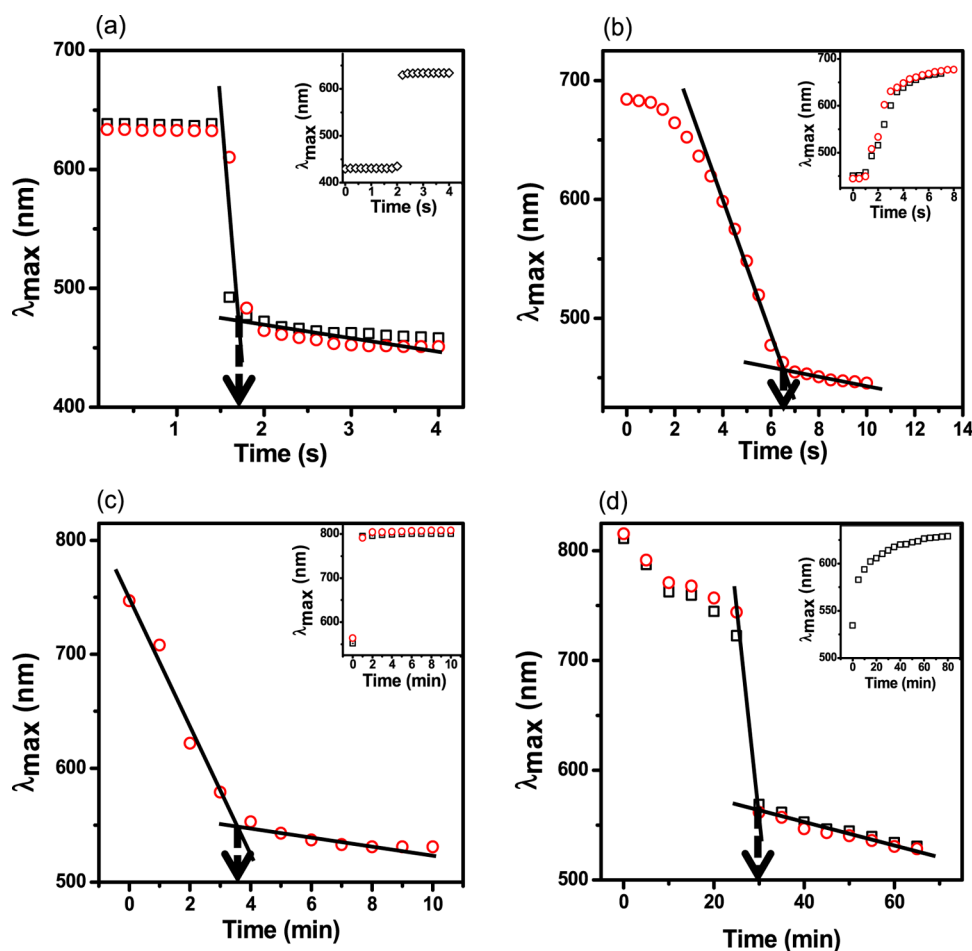 (a)
700
600
500
400
λmax (nm)
1 2 3 4
Time (s)
600
500
400
λmax (nm)
0 1 2 3 4
Time (s)
(b)
700
600
500
λmax (nm)
0 2 4 6 8 10 12 14
Time (s)
700
600
500
λmax (nm)
0 2 4 6 8
Time (s)
(c)
800
700
600
500
λmax (nm)
0 2 4 6 8 10
Time (min)
800
750
700
650
600
550
λmax (nm)
0 2 4 6 8 10
Time (min)
(d)
800
700
600
500
λmax (nm)
0 20 40 60
Time (min)
600
550
500
λmax (nm)
0 20 40 60 80
Time (min)